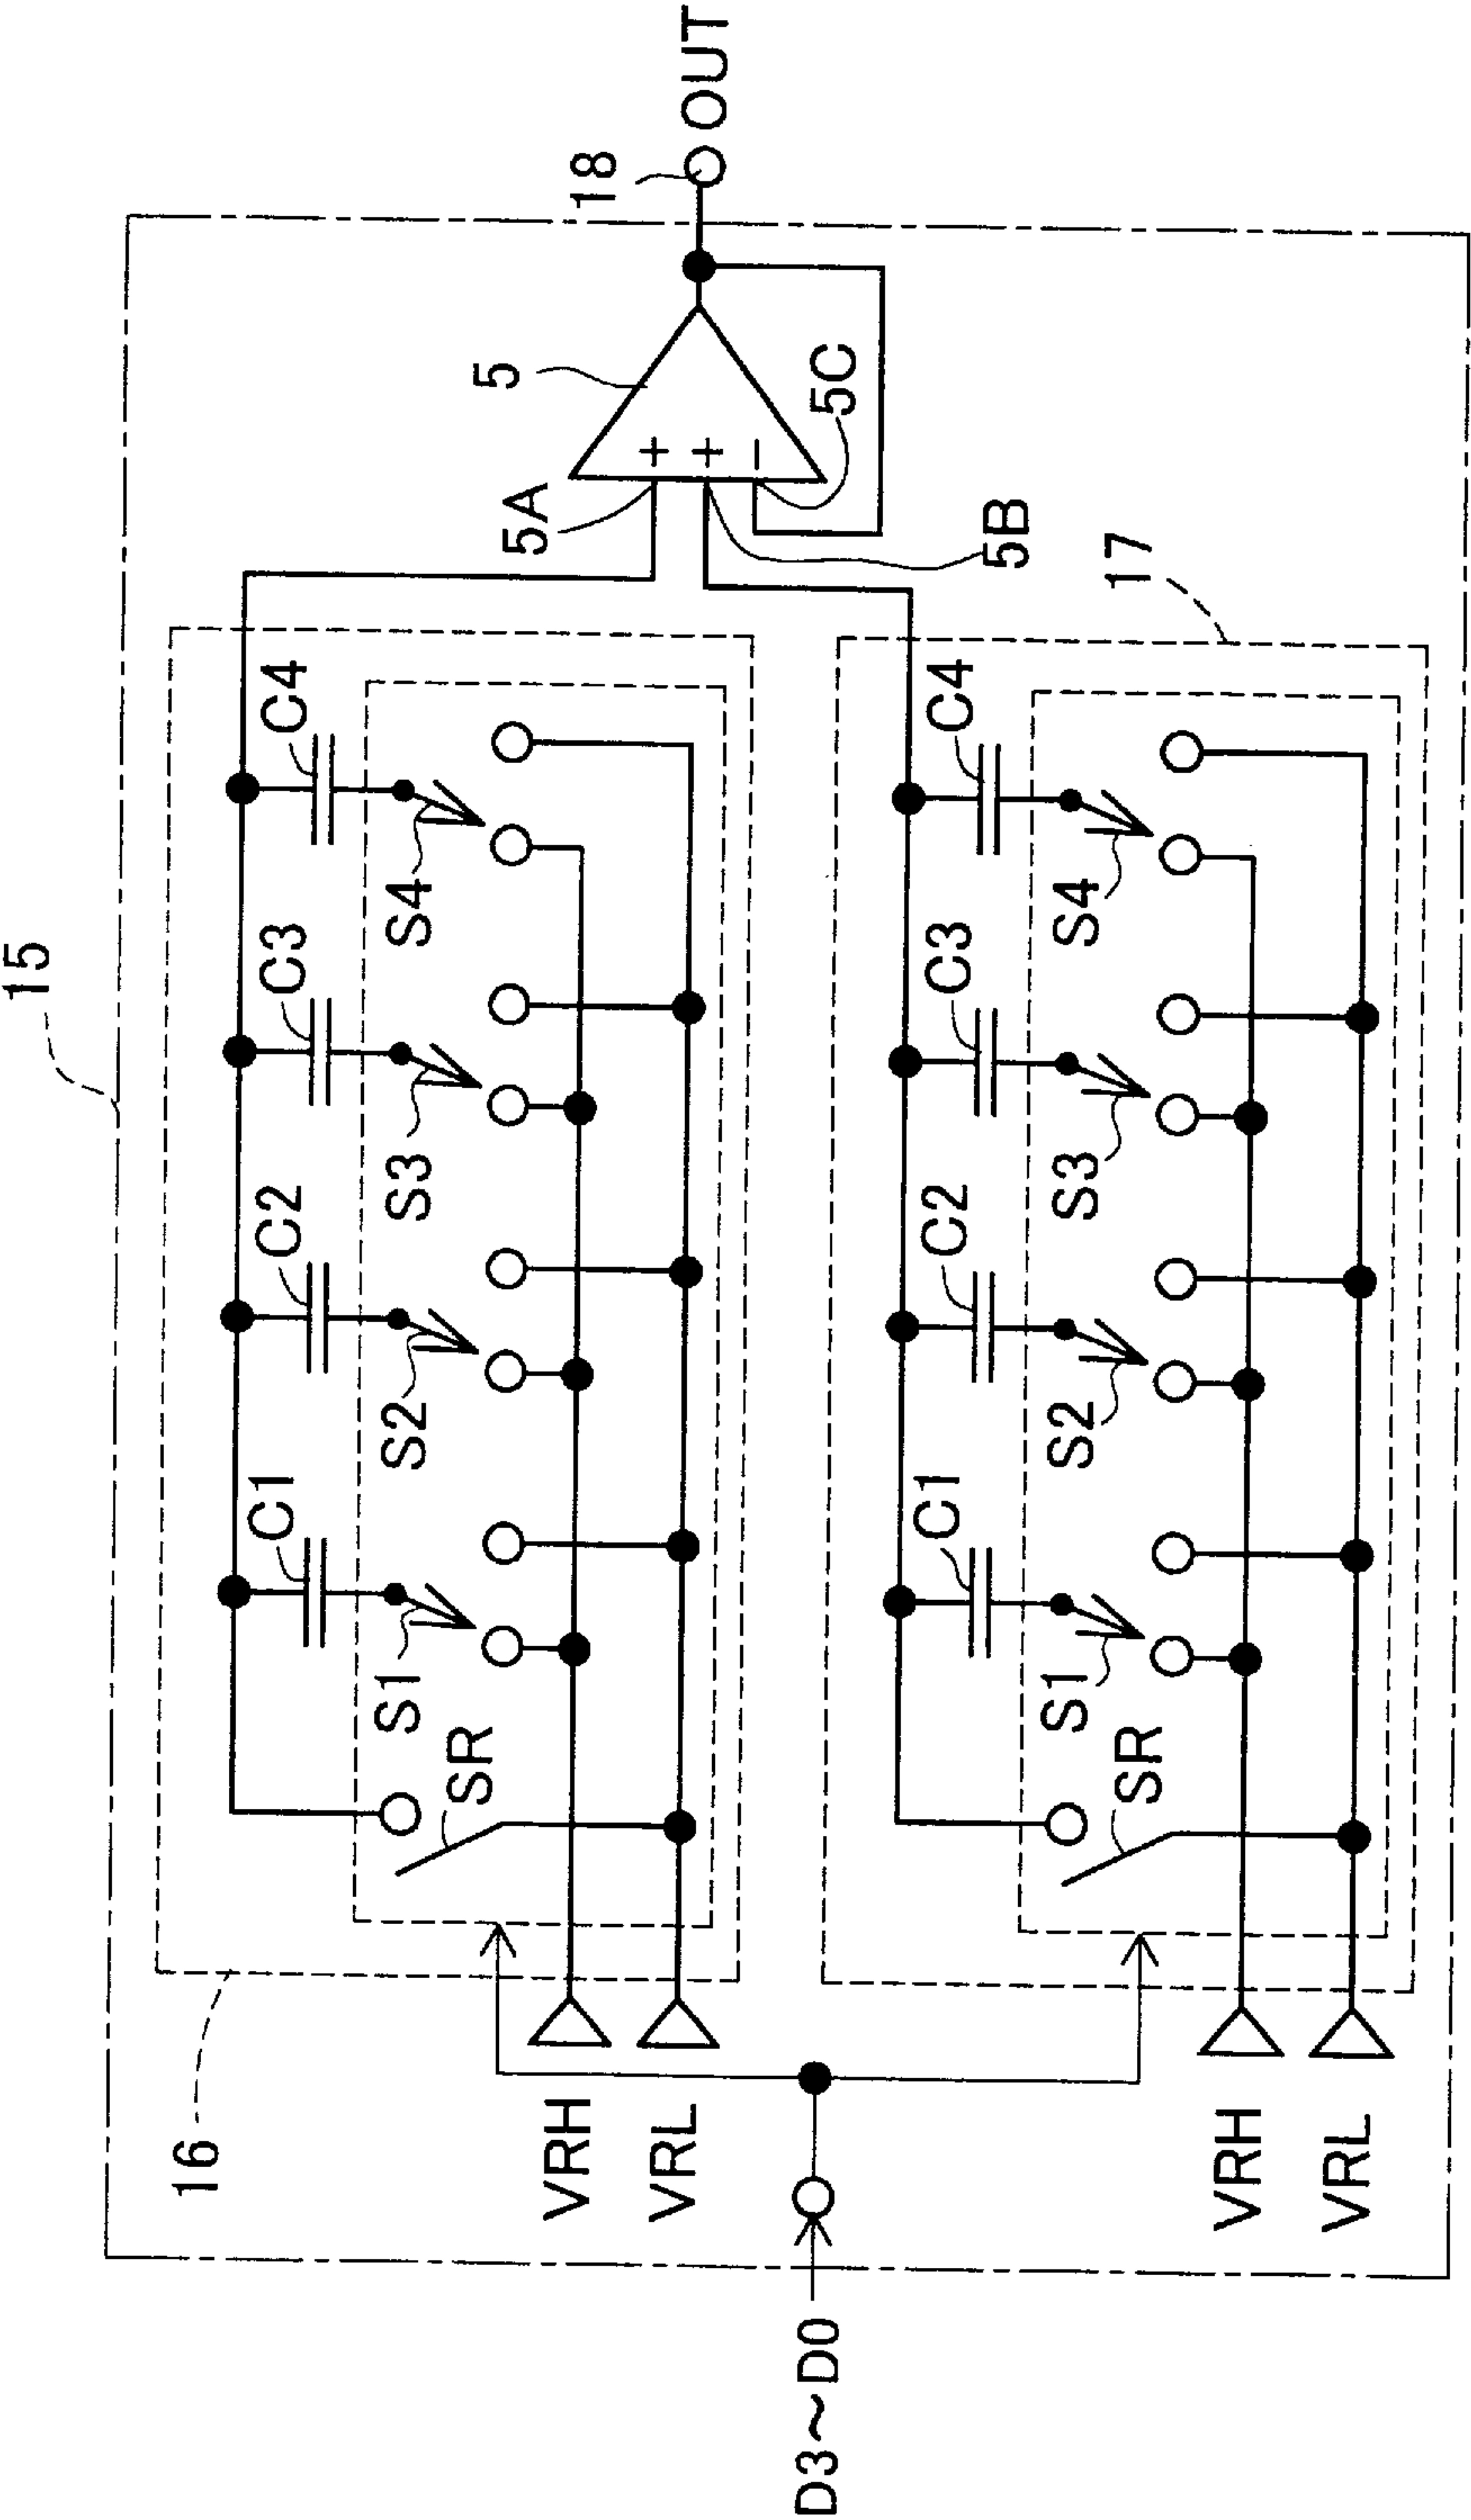 15
16
C1
C2
C3
C4
S1
S2
S3
S4
SR
VRH
VRL
5A
5
+
+
−
5B
5C
18
OUT
D3~D0
17
C1
C2
C3
C4
S1
S2
S3
S4
SR
VRH
VRL